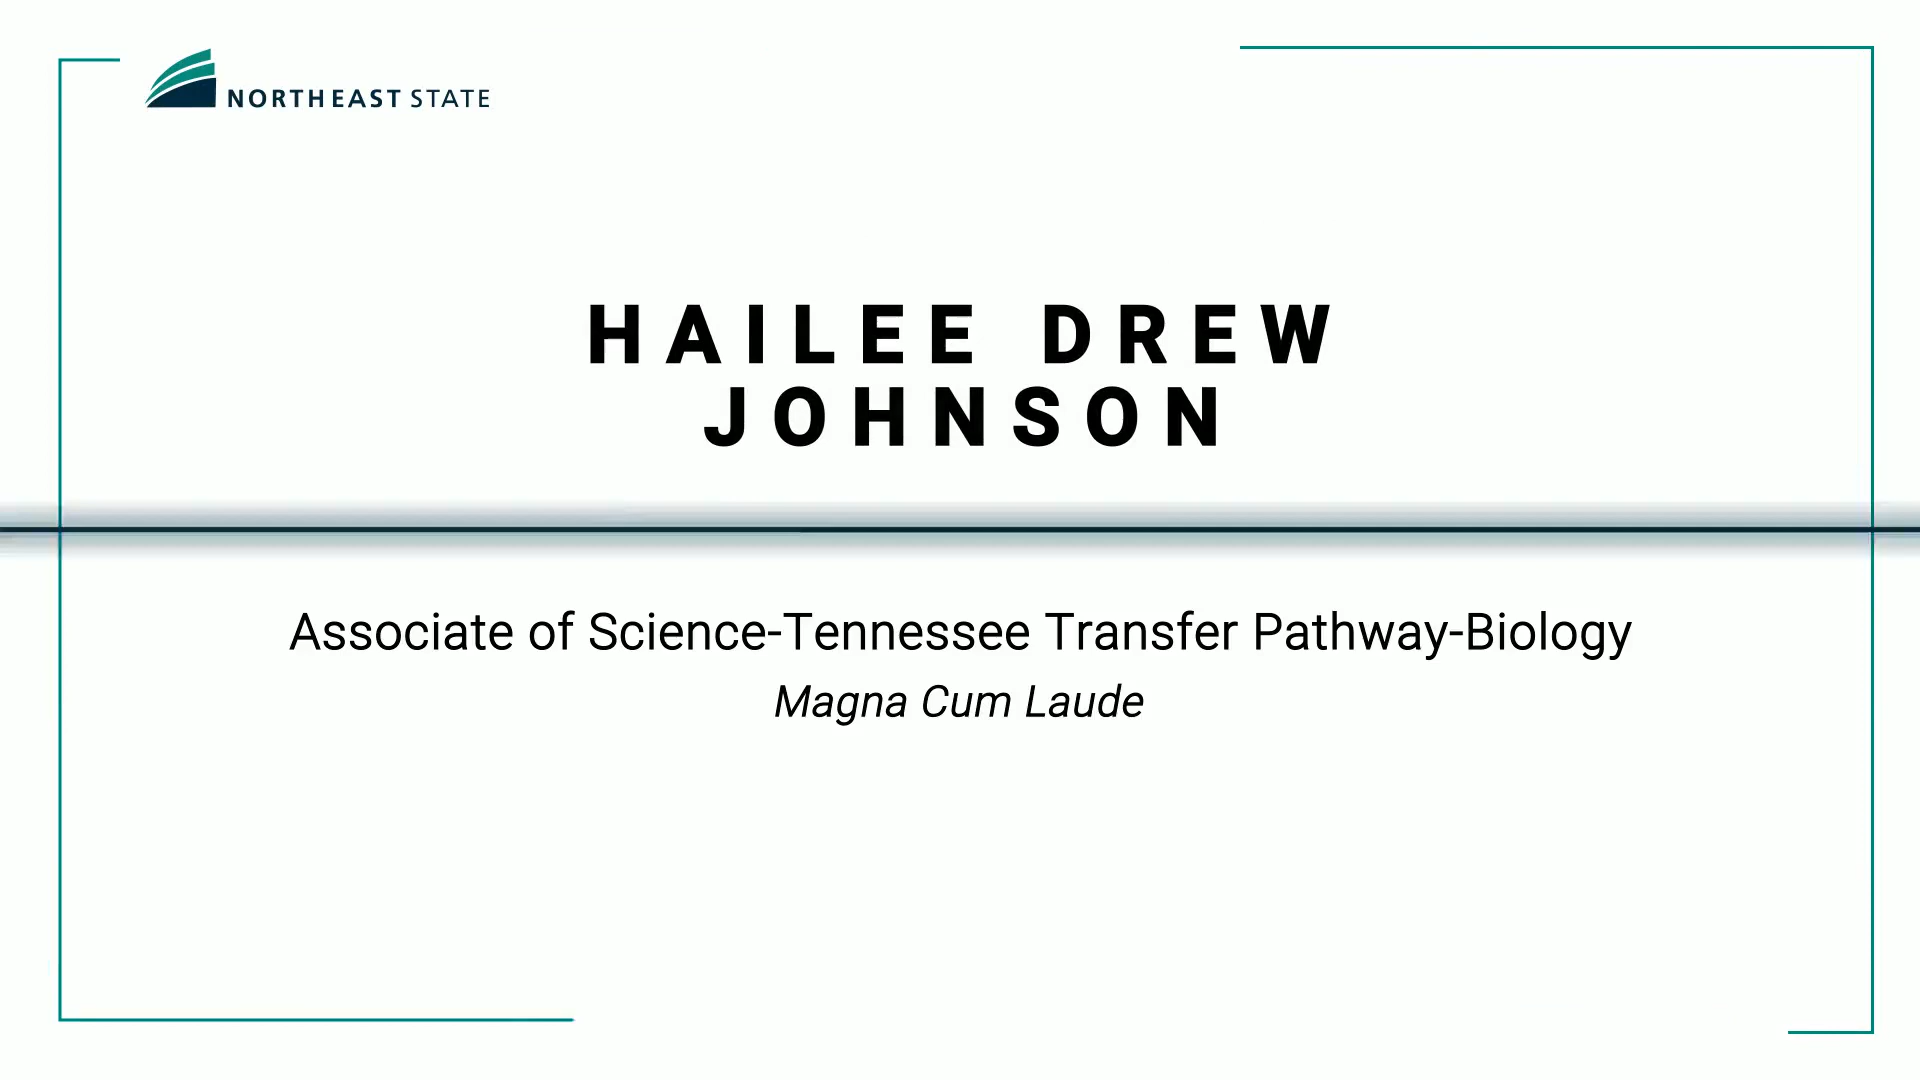 NORTHEAST STATE
HAILEE DREW
JOHNSON
Associate of Science-Tennessee Transfer Pathway-Biology
Magna Cum Laude